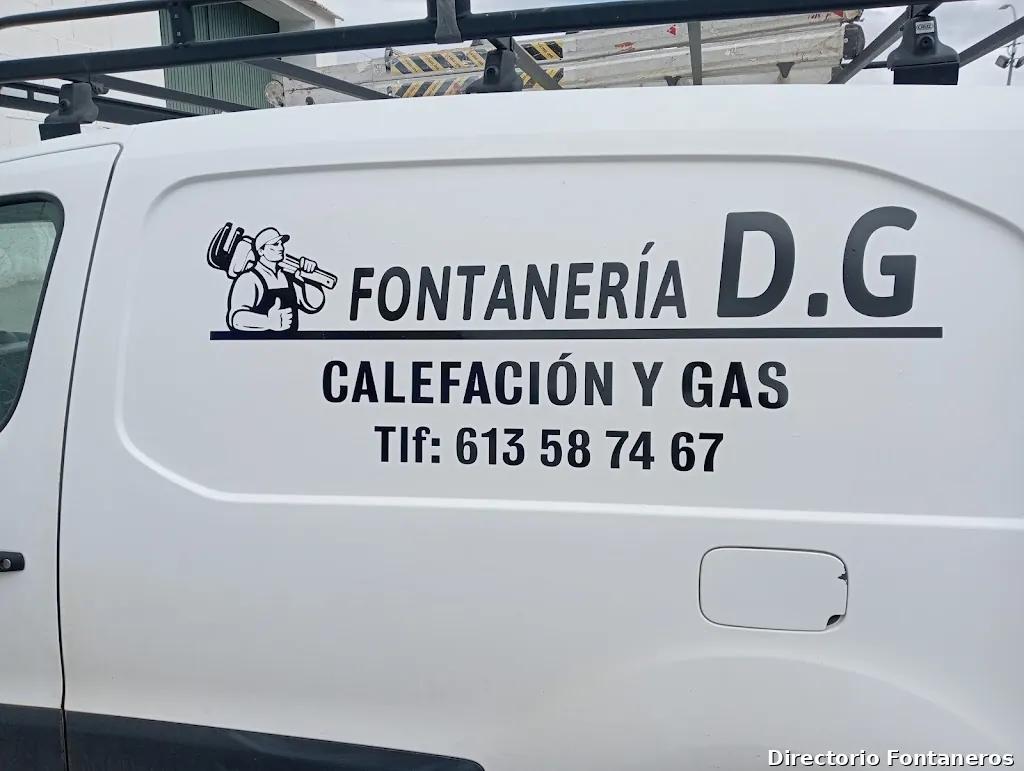 FONTANERÍA D.G
CALEFACIÓN Y GAS
Tlf: 613 58 74 67
Directorio Fontaneros